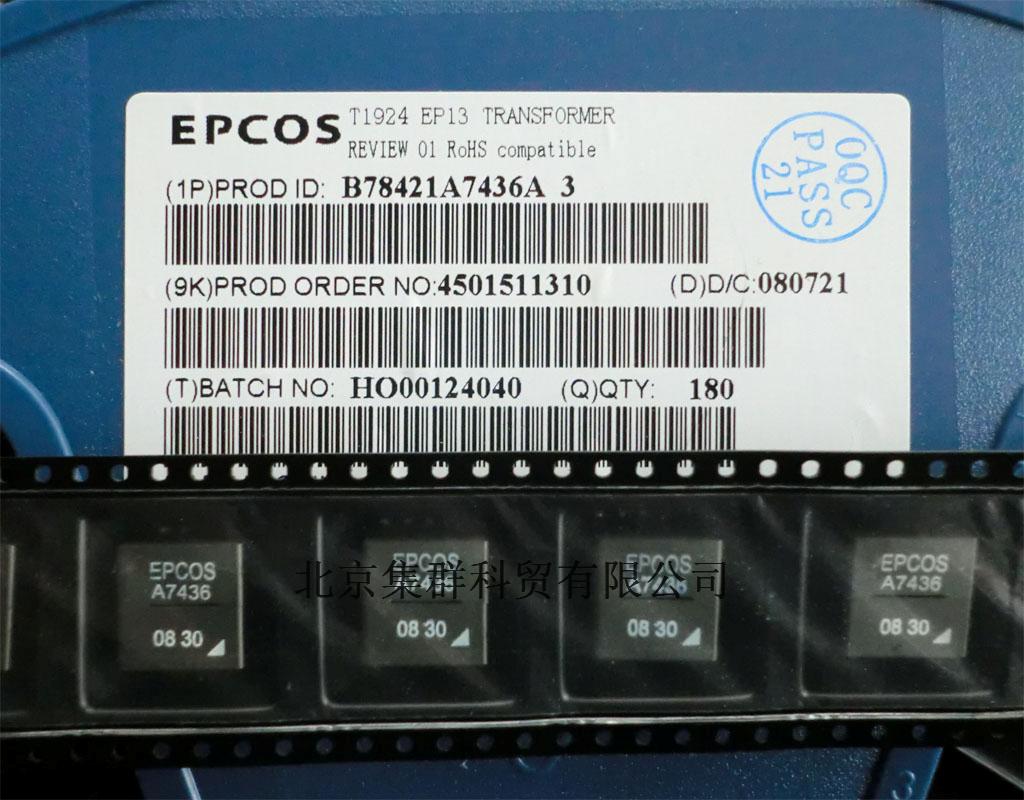 EPCOS T1924 EP13 TRANSFORMER
REVIEW 01 RoHS compatible
(1P)PROD ID: B78421A7436A 3
OQC
PASS
21
(9K)PROD ORDER NO:4501511310 (D)D/C:080721
(T)BATCH NO: HO00124040 (Q)QTY: 180
EPCOS
A7436
08 30
EPCOS
A7436
08 30
EPCOS
A7436
08 30
EPCOS
A7436
08 30
北京集群科贸有限公司
3